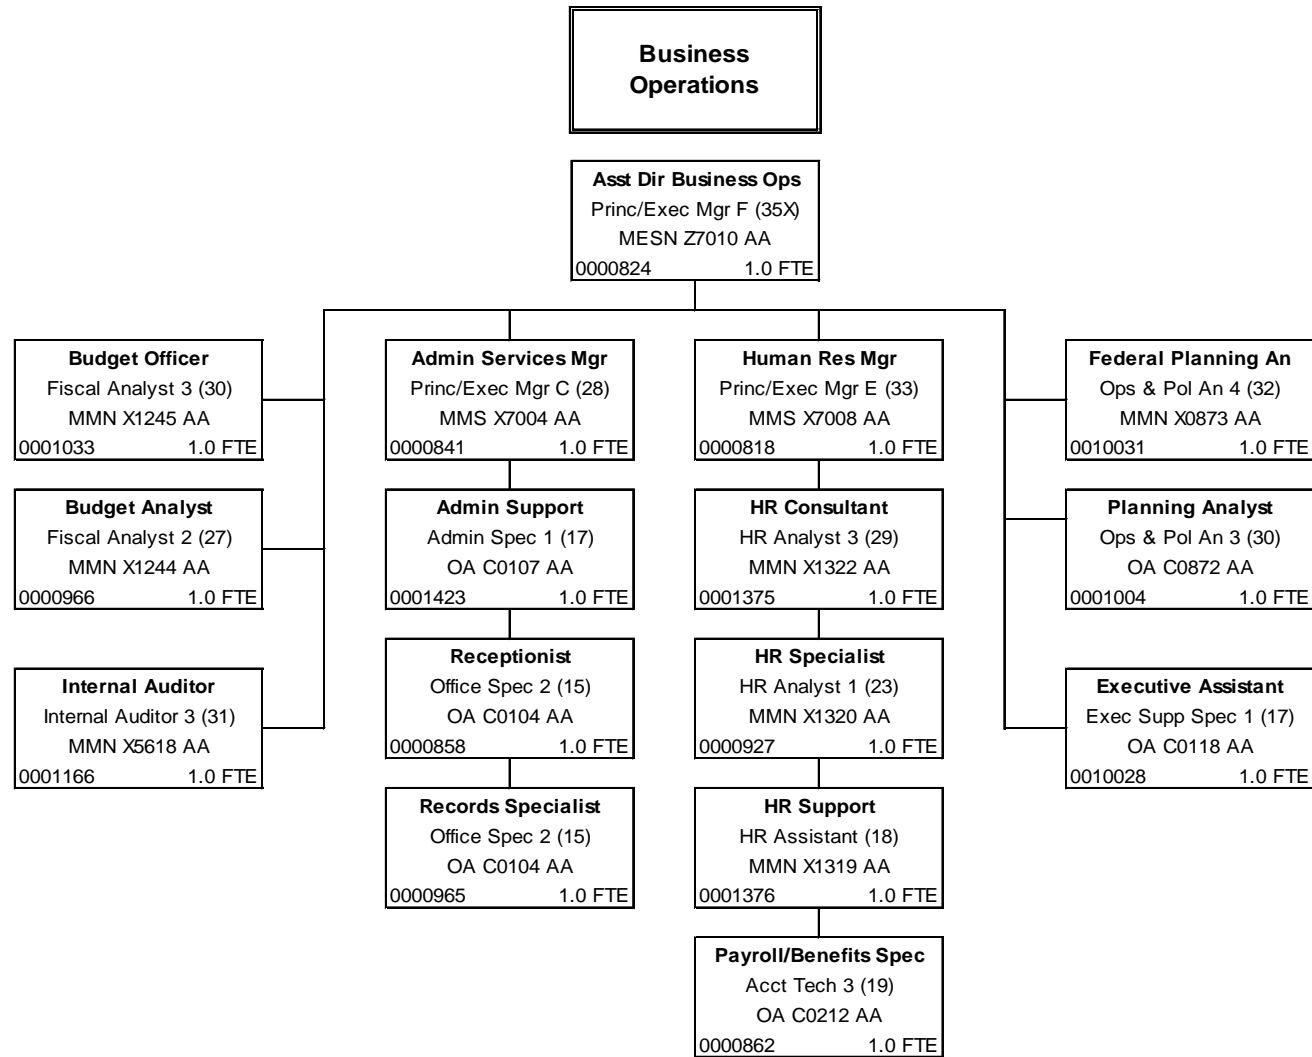 Business
Operations
Asst Dir Business Ops
Princ/Exec Mgr F (35X)
MESN Z7010 AA
0000824 1.0 FTE
Budget Officer
Fiscal Analyst 3 (30)
MMN X1245 AA
0001033 1.0 FTE
Budget Analyst
Fiscal Analyst 2 (27)
MMN X1244 AA
0000966 1.0 FTE
Internal Auditor
Internal Auditor 3 (31)
MMN X5618 AA
0001166 1.0 FTE
Admin Services Mgr
Princ/Exec Mgr C (28)
MMS X7004 AA
0000841 1.0 FTE
Admin Support
Admin Spec 1 (17)
OA C0107 AA
0001423 1.0 FTE
Receptionist
Office Spec 2 (15)
OA C0104 AA
0000858 1.0 FTE
Records Specialist
Office Spec 2 (15)
OA C0104 AA
0000965 1.0 FTE
Human Res Mgr
Princ/Exec Mgr E (33)
MMS X7008 AA
0000818 1.0 FTE
HR Consultant
HR Analyst 3 (29)
MMN X1322 AA
0001375 1.0 FTE
HR Specialist
HR Analyst 1 (23)
MMN X1320 AA
0000927 1.0 FTE
HR Support
HR Assistant (18)
MMN X1319 AA
0001376 1.0 FTE
Payroll/Benefits Spec
Acct Tech 3 (19)
OA C0212 AA
0000862 1.0 FTE
Federal Planning An
Ops & Pol An 4 (32)
MMN X0873 AA
0010031 1.0 FTE
Planning Analyst
Ops & Pol An 3 (30)
OA C0872 AA
0001004 1.0 FTE
Executive Assistant
Exec Supp Spec 1 (17)
OA C0118 AA
0010028 1.0 FTE